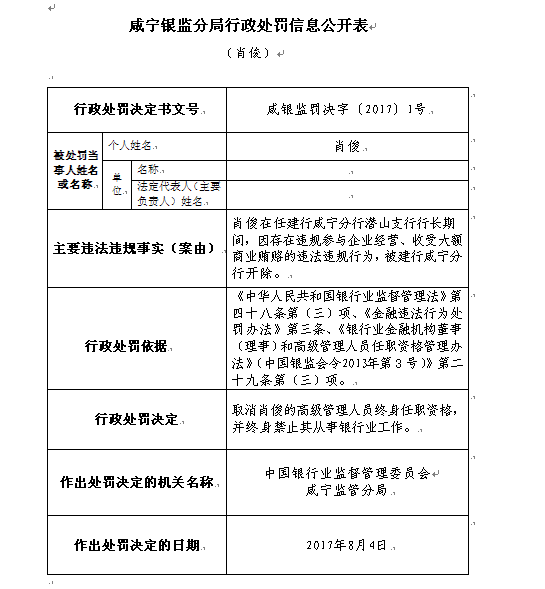 咸宁银监分局行政处罚信息公开表
（肖俊）
行政处罚决定书文号
咸银监罚决字〔2017〕1号
被处罚当
事人姓名
或名称
个人姓名
肖俊
单
位
名称
法定代表人（主要
负责人）姓名
主要违法违规事实（案由）
肖俊在任建行咸宁分行潜山支行行长期
间，因存在违规参与企业经营、收受大额
商业贿赂的违法违规行为，被建行咸宁分
行开除。
行政处罚依据
《中华人民共和国银行业监督管理法》第
四十八条第（三）项、《金融违法行为处
罚办法》第三条、《银行业金融机构董事
（理事）和高级管理人员任职资格管理办
法》（中国银监会令2013年第3号）》第二
十九条第（三）项。
行政处罚决定
取消肖俊的高级管理人员终身任职资格，
并终身禁止其从事银行业工作。
作出处罚决定的机关名称
中国银行业监督管理委员会
咸宁监管分局
作出处罚决定的日期
2017年8月4日